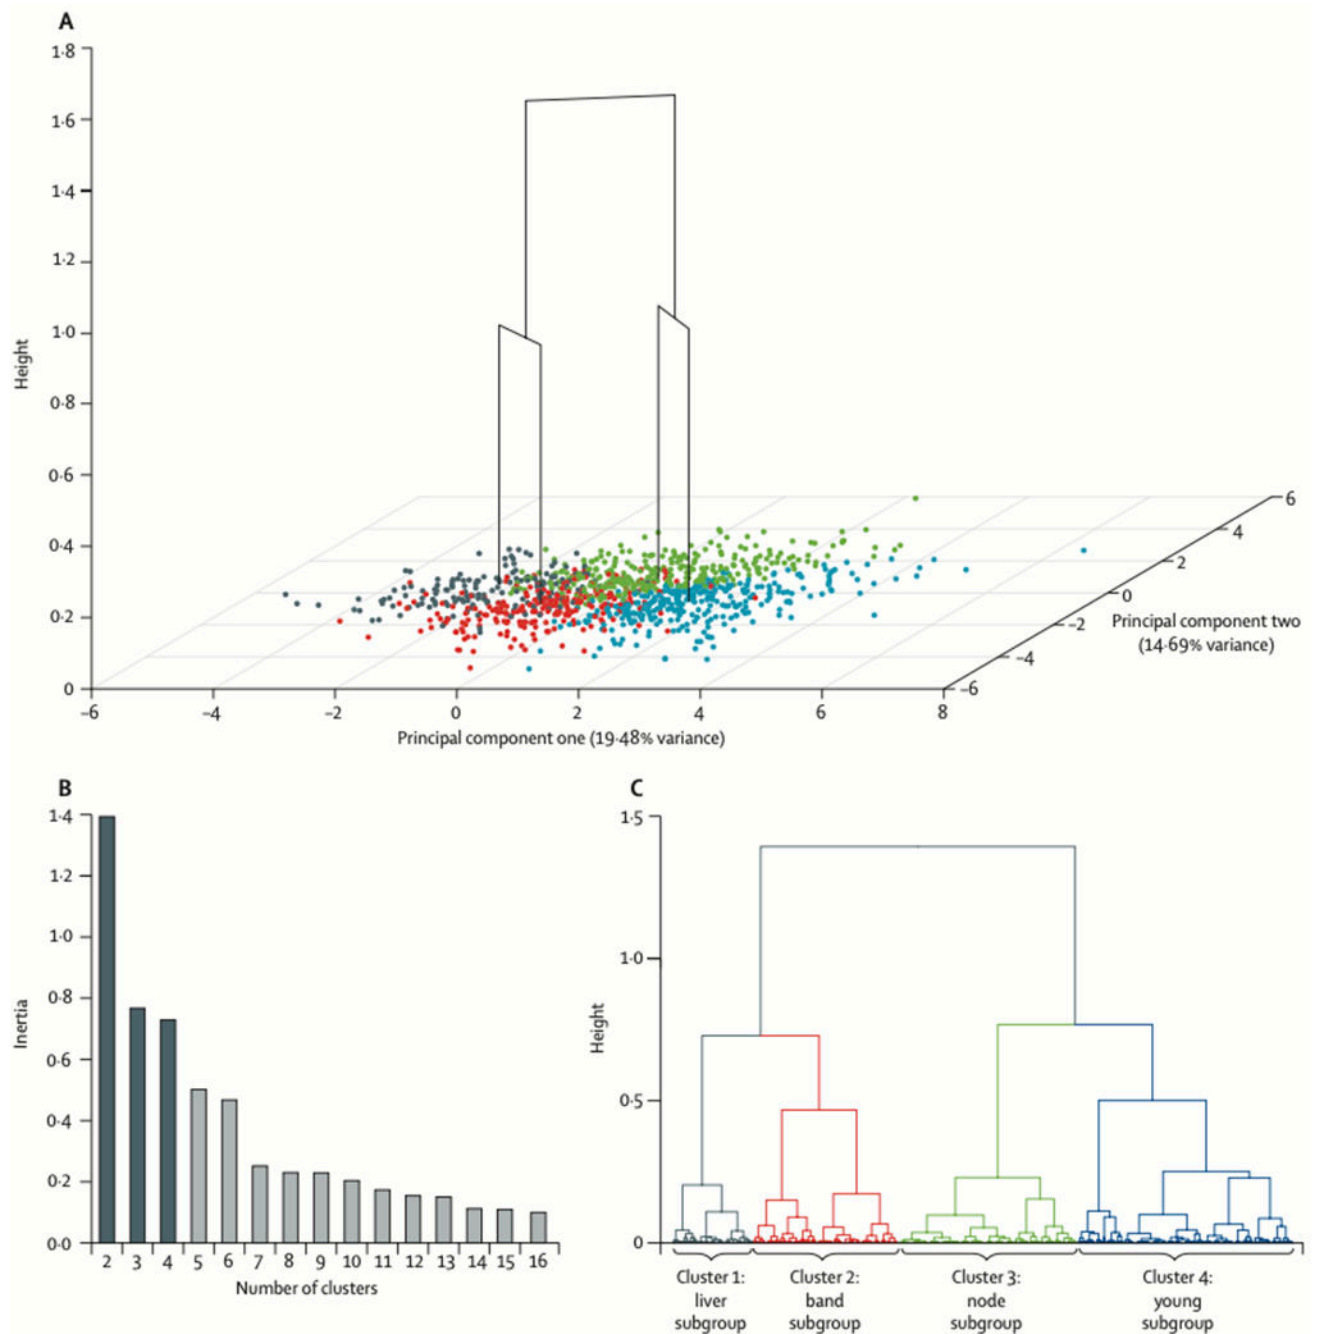 A
1·8
1·6
1·4
1·2
1·0
0·8
0·6
0·4
0·2
0
Height
–6
–4
–2
0
2
4
6
8
Principal component one (19·48% variance)
6
4
2
0
–2
–4
–6
Principal component two
(14·69% variance)
B
1·4
1·2
1·0
0·8
0·6
0·4
0·2
0·0
Inertia
2 3 4 5 6 7 8 9 10 11 12 13 14 15 16
Number of clusters
C
1·5
1·0
0·5
0
Height
Cluster 1:
liver
subgroup
Cluster 2:
band
subgroup
Cluster 3:
node
subgroup
Cluster 4:
young
subgroup